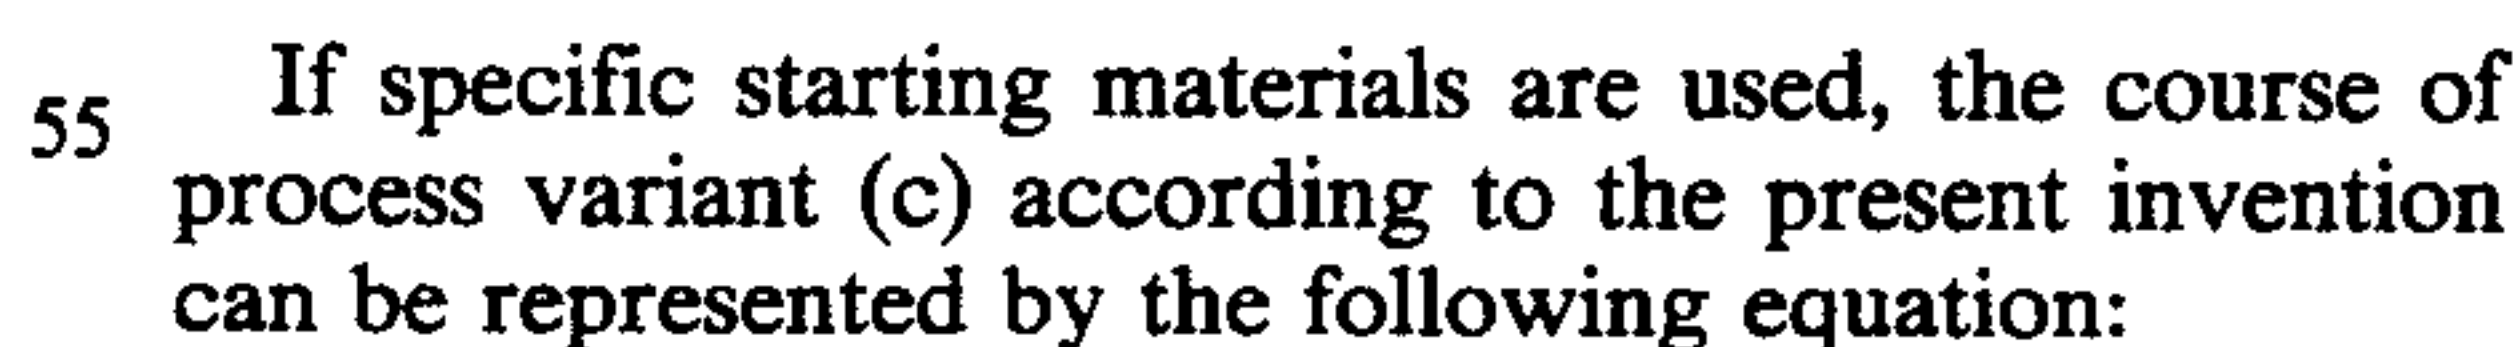 If specific starting materials are used, the course of
55 process variant (c) according to the present invention
can be represented by the following equation: